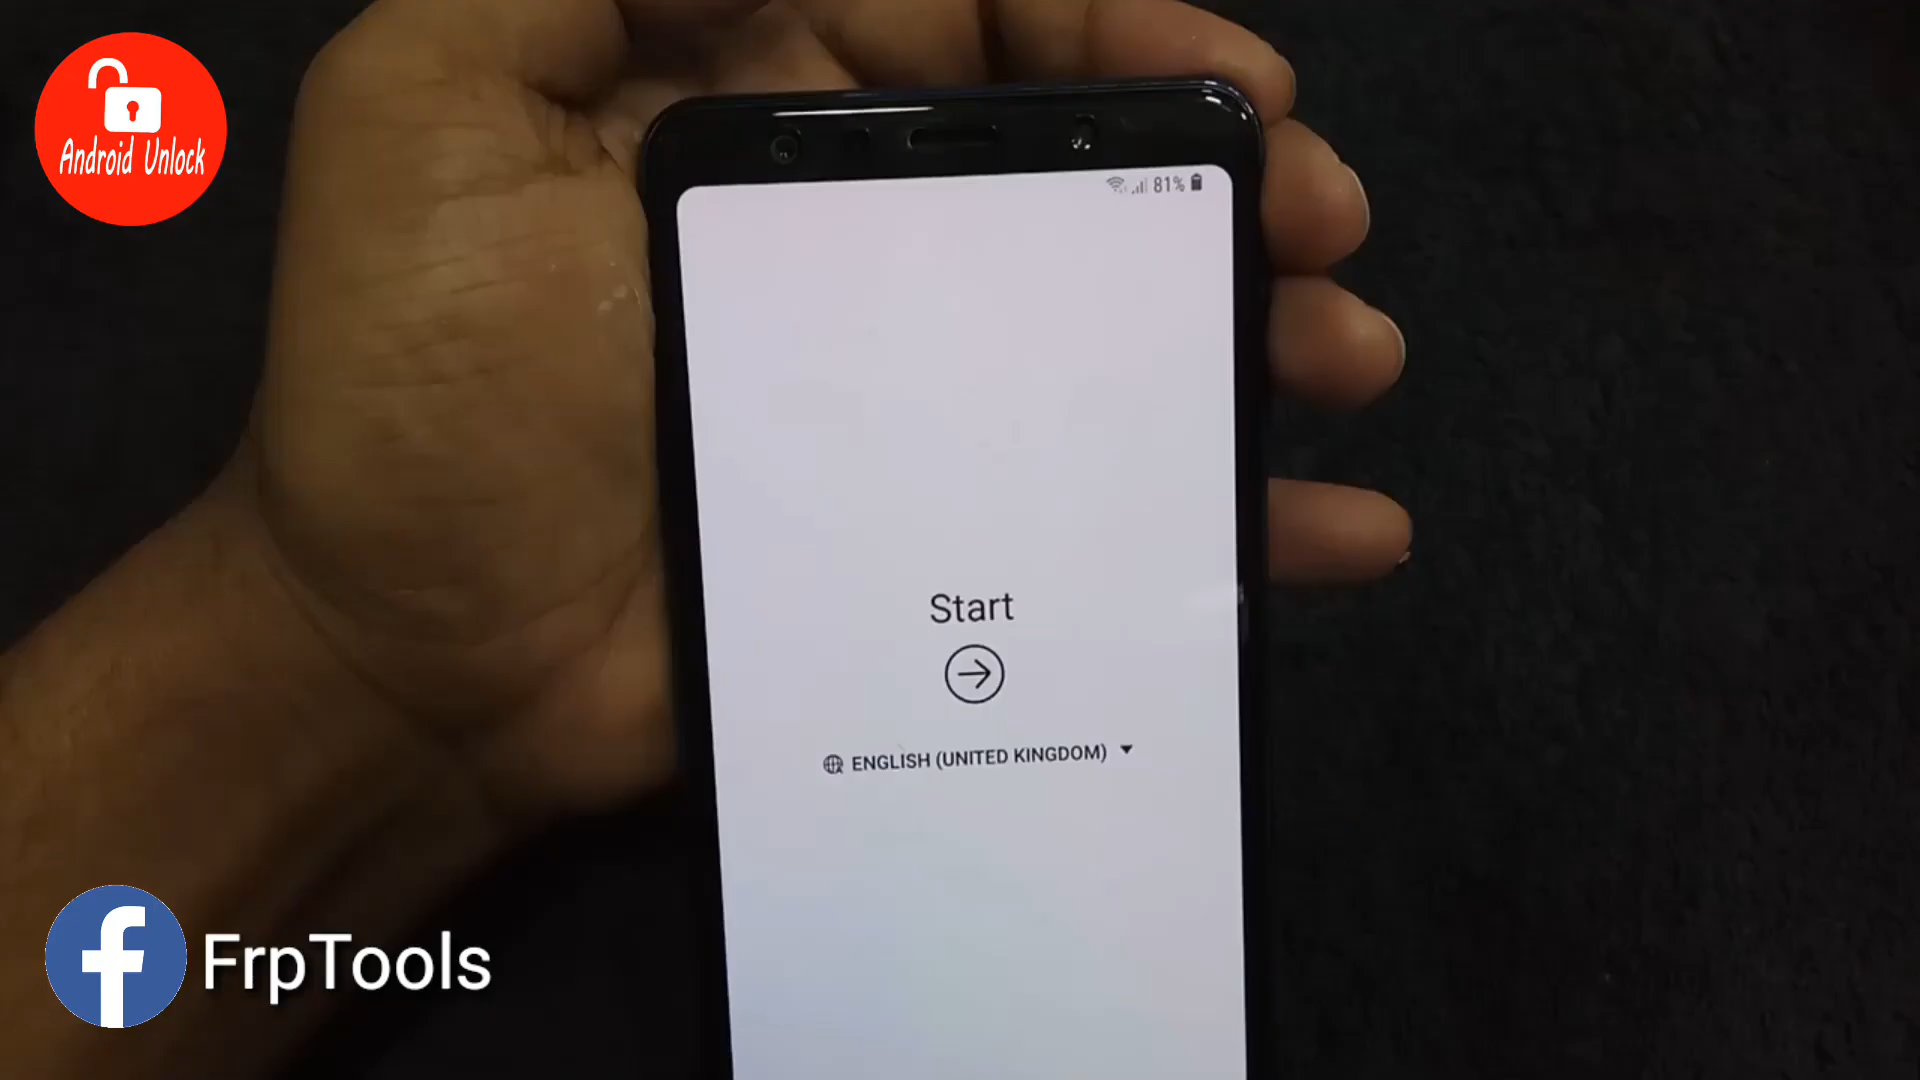 Android Unlock
81%
Start
ENGLISH (UNITED KINGDOM)
f FrpTools